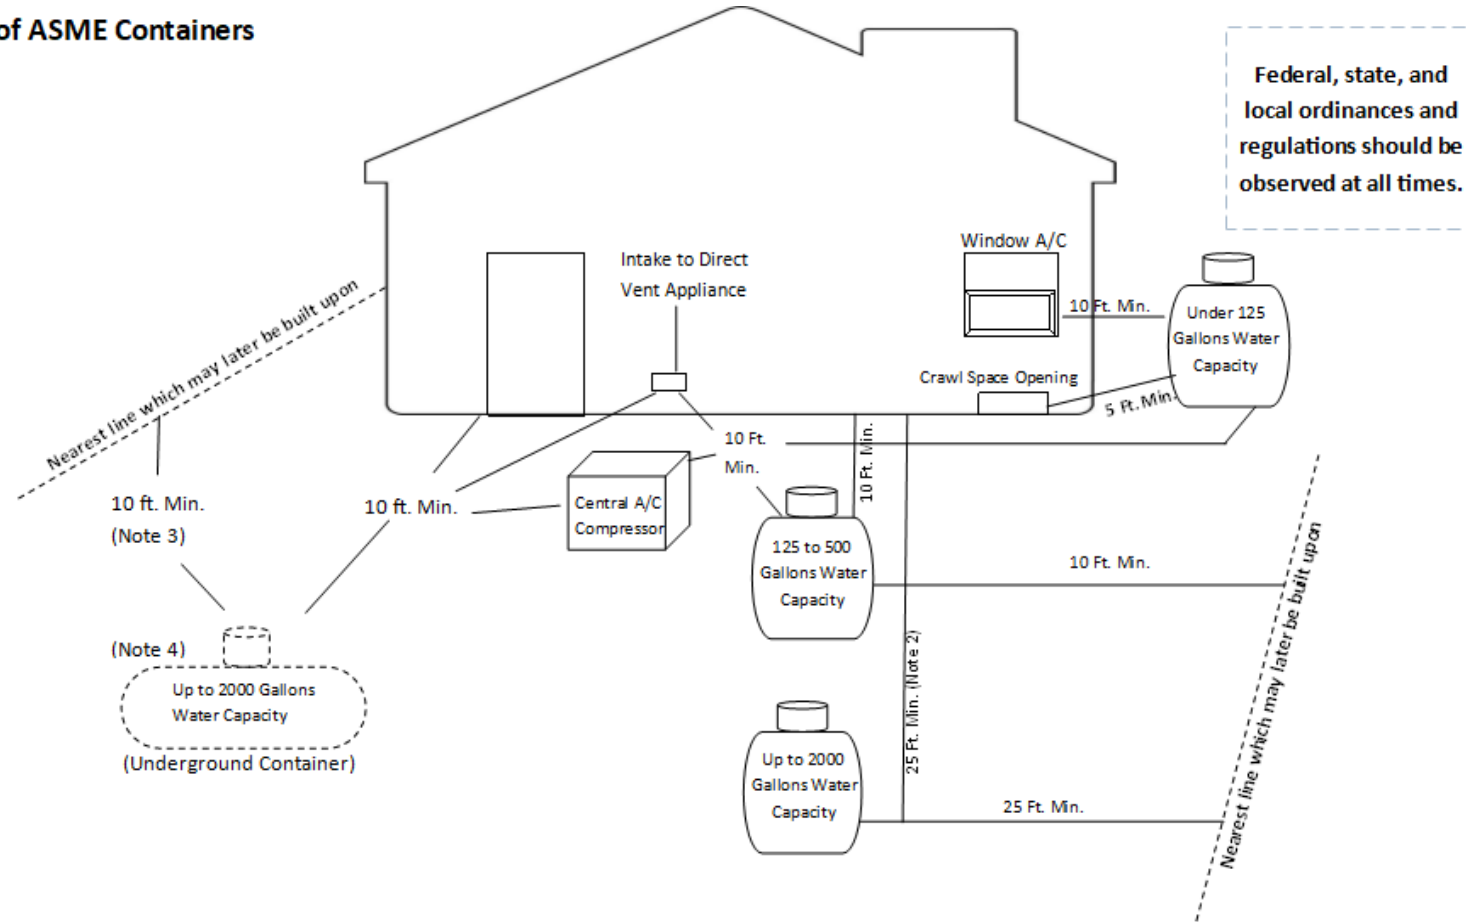 of ASME Containers
Federal, state, and
local ordinances and
regulations should be
observed at all times.
Window A/C
Intake to Direct
Vent Appliance
Nearest line which may later be built upon
10 Ft. Min.
Under 125
Gallons Water
Capacity
Crawl Space Opening
5 Ft. Min.
10 Ft.
Min.
10 Ft. Min.
10 ft. Min.
(Note 3)
10 ft. Min.
Central A/C
Compressor
125 to 500
Gallons Water
Capacity
10 Ft. Min.
Nearest line which may later be built upon
25 Ft. Min. (Note 2)
(Note 4)
Up to 2000 Gallons
Water Capacity
(Underground Container)
Up to 2000
Gallons Water
Capacity
25 Ft. Min.